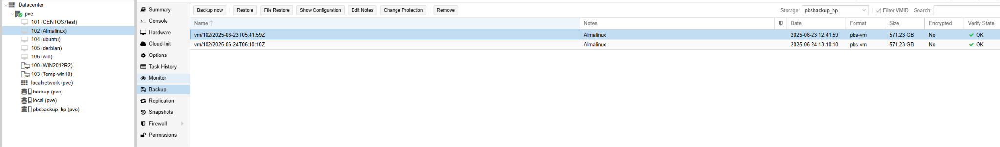 Datacenter
pve
101 (CENTOS7test)
102 (Almalinux)
104 (ubuntu)
105 (derbian)
106 (win)
100 (WIN2012R2)
103 (Temp-win10)
localnetwork (pve)
backup (pve)
local (pve)
pbsbackup_hp (pve)
Summary
Console
Hardware
Cloud-Init
Options
Task History
Monitor
Backup
Replication
Snapshots
Firewall
Permissions
Backup now Restore File Restore Show Configuration Edit Notes Change Protection Remove Storage: pbsbackup_hp Filter VMID Search:
Name Notes Date Format Size Encrypted Verify State
vm/102/2025-06-23T05:41:59Z Almalinux 2025-06-23 12:41:59 pbs-vm 571.23 GB No OK
vm/102/2025-06-24T06:10:10Z Almalinux 2025-06-24 13:10:10 pbs-vm 571.23 GB No OK